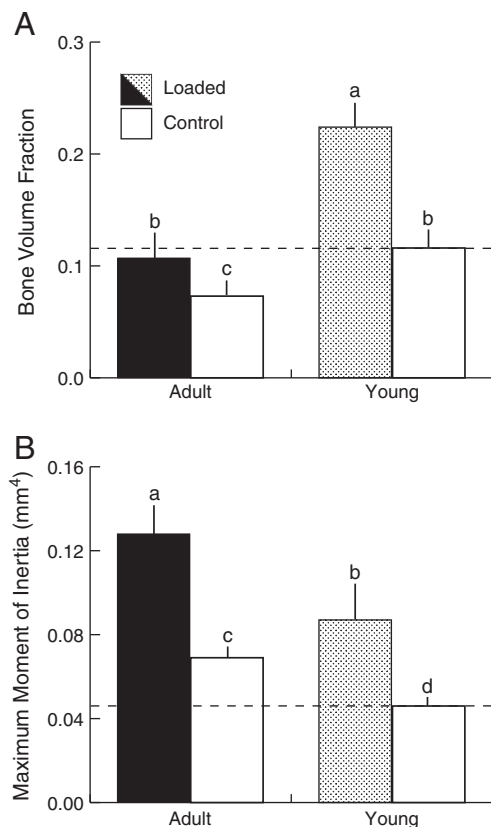 A
0.3
Loaded
Control
a
0.2
Bone Volume Fraction
b
b
c
0.1
0.0
Adult Young
B
0.16
a
Maximum Moment of Inertia (mm⁴)
0.12
b
c
0.08
d
0.04
0.00
Adult Young